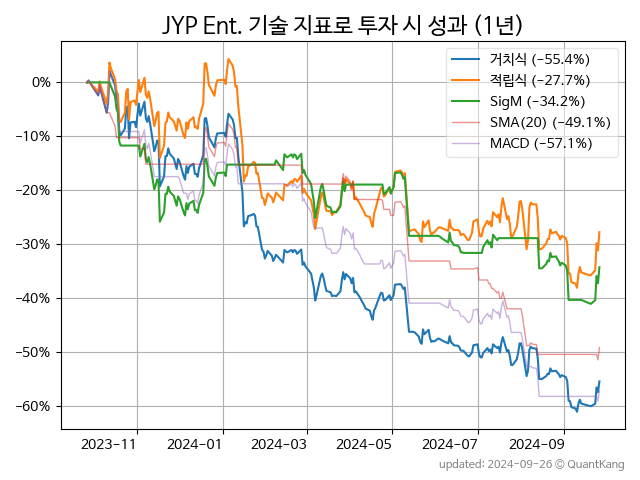 JYP Ent. 기술 지표로 투자 시 성과 (1년)
거치식 (−55.4%)
적립식 (−27.7%)
SigM (−34.2%)
SMA(20) (−49.1%)
MACD (−57.1%)
0%
−10%
−20%
−30%
−40%
−50%
−60%
2023−11 2024−01 2024−03 2024−05 2024−07 2024−09
updated: 2024−09−26 © QuantKang